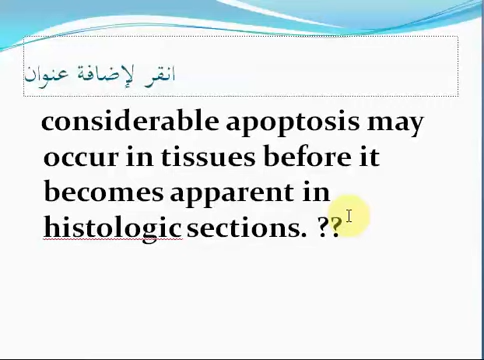 انقر لإضافة عنوان
considerable apoptosis may
occur in tissues before it
becomes apparent in
histologic sections. ??